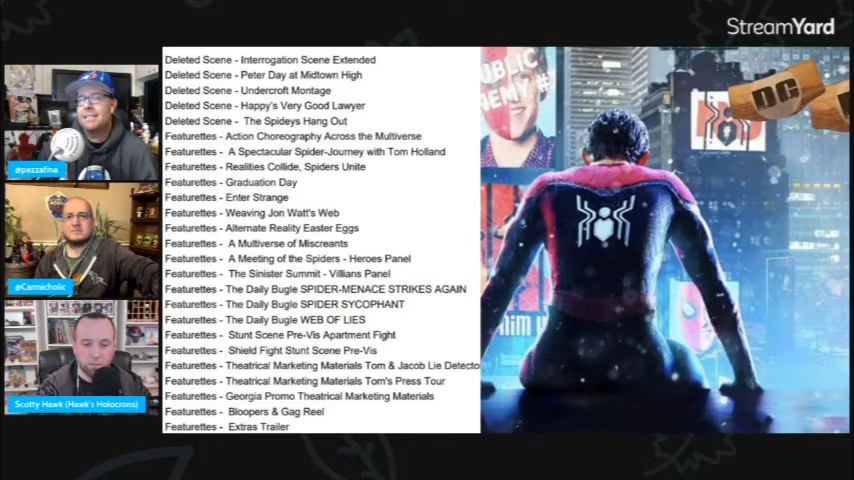 StreamYard
Deleted Scene - Interrogation Scene Extended
Deleted Scene - Peter Day at Midtown High
Deleted Scene - Undercroft Montage
Deleted Scene - Happy's Very Good Lawyer
Deleted Scene - The Spideys Hang Out
Featurettes - Action Choreography Across the Multiverse
Featurettes - A Spectacular Spider-Journey with Tom Holland
Featurettes - Realities Collide, Spiders Unite
Featurettes - Graduation Day
Featurettes - Enter Strange
Featurettes - Weaving Jon Watt's Web
Featurettes - Alternate Reality Easter Eggs
Featurettes - A Multiverse of Miscreants
Featurettes - A Meeting of the Spiders - Heroes Panel
Featurettes - The Sinister Summit - Villians Panel
Featurettes - The Daily Bugle SPIDER-MENACE STRIKES AGAIN
Featurettes - The Daily Bugle SPIDER SYCOPHANT
Featurettes - The Daily Bugle WEB OF LIES
Featurettes - Stunt Scene Pre-Vis Apartment Fight
Featurettes - Shield Fight Stunt Scene Pre-Vis
Featurettes - Theatrical Marketing Materials Tom & Jacob Lie Detecto
Featurettes - Theatrical Marketing Materials Tom's Press Tour
Featurettes - Georgia Promo Theatrical Marketing Materials
Featurettes - Bloopers & Gag Reel
Featurettes - Extras Trailer
@pezzafina
@Carmicholic
Scotty Hawk (Hawk's Holocrons)
UBLIC
NEMY #
DC
him